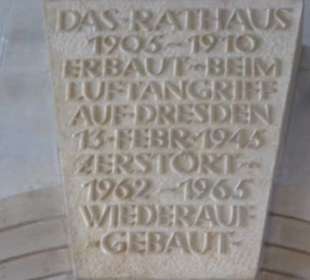 DAS·RATHAUS
1905–1910
ERBAUT·BEIM
LUFTANGRIFF
AUF·DRESDEN
13·FEBR·1945
ZERSTÖRT··
1962–1965
WIEDERAUF
·GEBAUT·